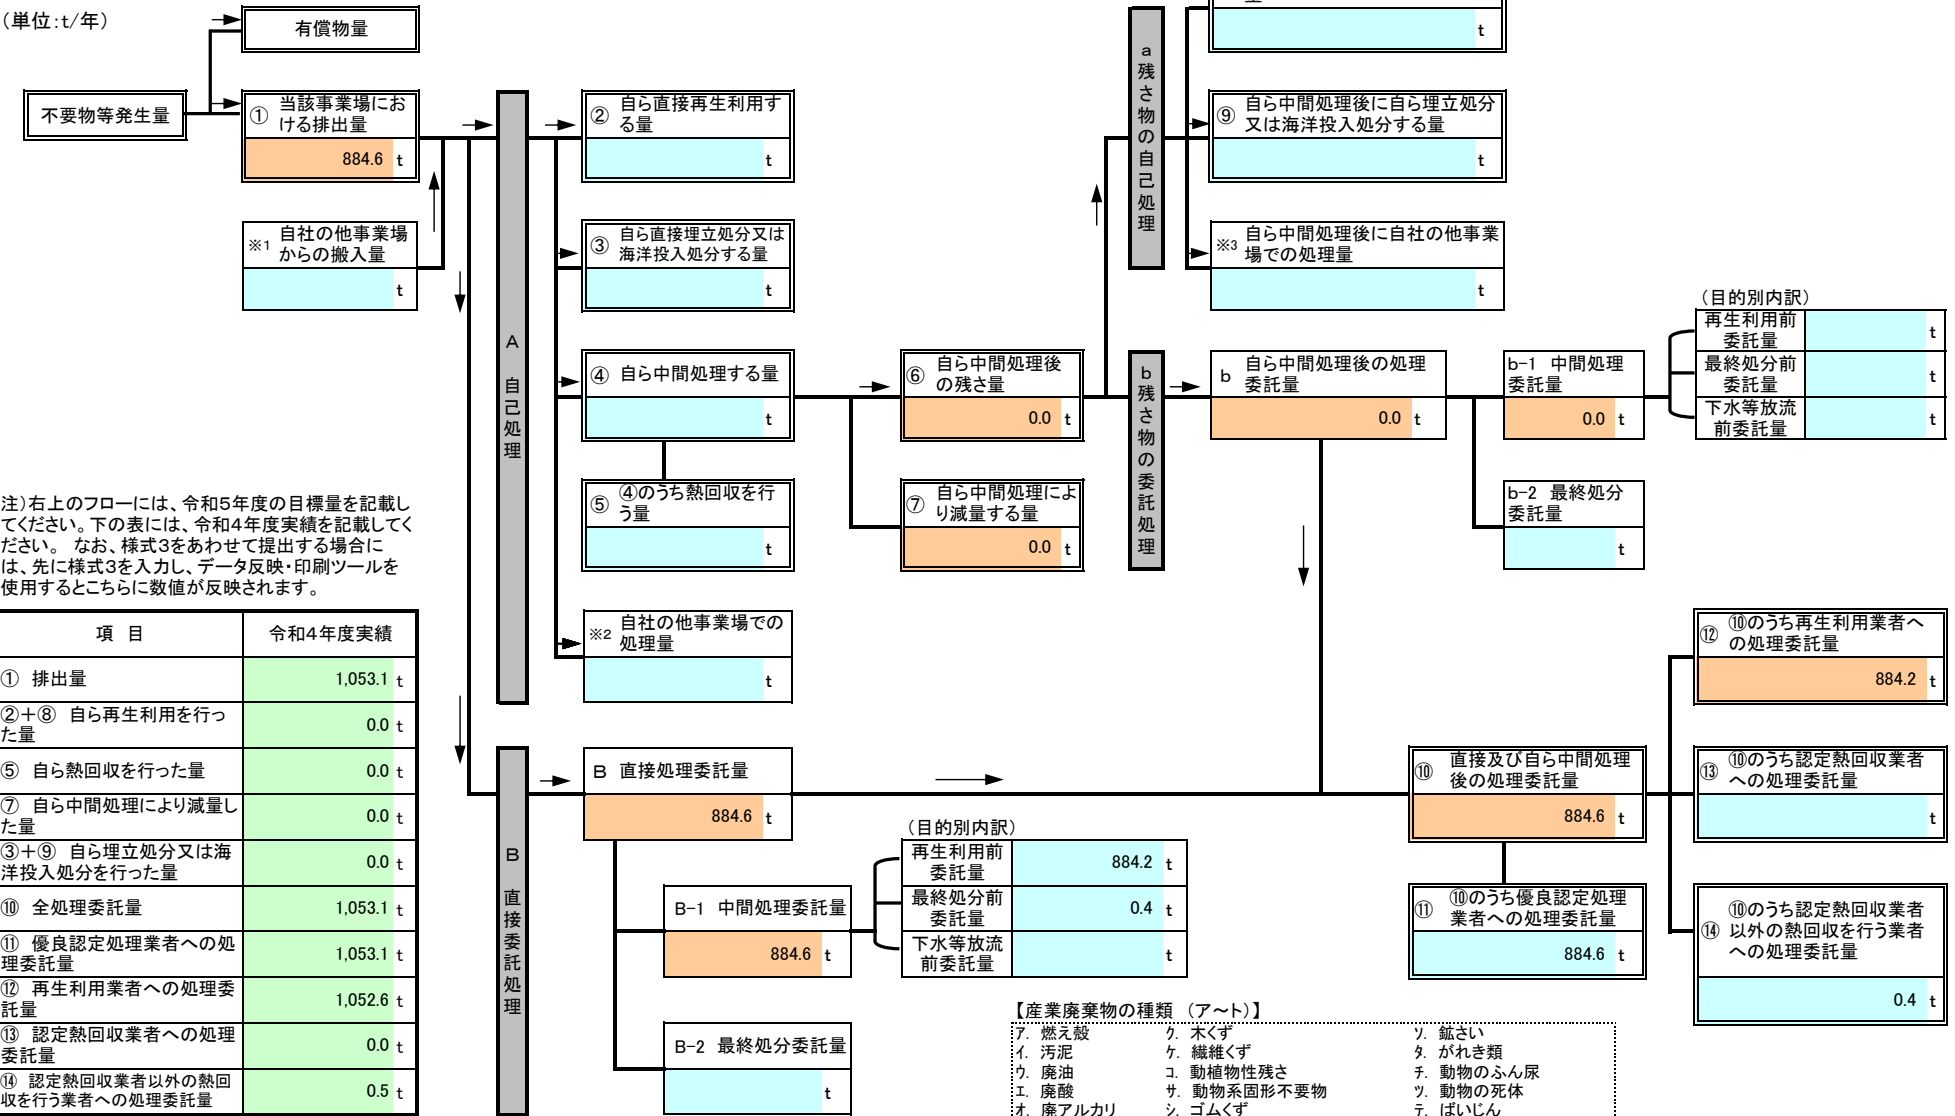 （単位:t/年）
有償物量
不要物等発生量
① 当該事業場にお
ける排出量
884.6 t
※1 自社の他事業場
からの搬入量
t
A 自己処理
② 自ら直接再生利用す
る量
t
③ 自ら直接埋立処分又は
海洋投入処分する量
t
④ 自ら中間処理する量
t
⑤ ④のうち熱回収を行
う量
t
※2 自社の他事業場での
処理量
t
⑥ 自ら中間処理後
の残さ量
0.0 t
⑦ 自ら中間処理によ
り減量する量
0.0 t
a 残さ物の自己処理
t
⑨ 自ら中間処理後に自ら埋立処分
又は海洋投入処分する量
t
※3 自ら中間処理後に自社の他事業
場での処理量
t
b 残さ物の委託処理
b 自ら中間処理後の処理
委託量
0.0 t
b-1 中間処理
委託量
0.0 t
（目的別内訳）
再生利用前
委託量 t
最終処分前
委託量 t
下水等放流
前委託量 t
b-2 最終処分
委託量
t
注）右上のフローには、令和5年度の目標量を記載し
てください。下の表には、令和4年度実績を記載してく
ださい。 なお、様式3をあわせて提出する場合に
は、先に様式3を入力し、データ反映・印刷ツールを
使用するとこちらに数値が反映されます。
項 目 令和4年度実績
① 排出量 1,053.1 t
②＋⑧ 自ら再生利用を行っ
た量 0.0 t
⑤ 自ら熱回収を行った量 0.0 t
⑦ 自ら中間処理により減量し
た量 0.0 t
③＋⑨ 自ら埋立処分又は海
洋投入処分を行った量 0.0 t
⑩ 全処理委託量 1,053.1 t
⑪ 優良認定処理業者への処
理委託量 1,053.1 t
⑫ 再生利用業者への処理委
託量 1,052.6 t
⑬ 認定熱回収業者への処理
委託量 0.0 t
⑭ 認定熱回収業者以外の熱回
収を行う業者への処理委託量 0.5 t
B 直接委託処理
B 直接処理委託量
884.6 t
B-1 中間処理委託量
884.6 t
（目的別内訳）
再生利用前
委託量 884.2 t
最終処分前
委託量 0.4 t
下水等放流
前委託量 t
B-2 最終処分委託量
t
⑩ 直接及び自ら中間処理
後の処理委託量
884.6 t
⑪ ⑩のうち優良認定処理
業者への処理委託量
884.6 t
⑫ ⑩のうち再生利用業者へ
の処理委託量
884.2 t
⑬ ⑩のうち認定熱回収業者
への処理委託量
t
⑭ ⑩のうち認定熱回収業者
以外の熱回収を行う業者
への処理委託量
0.4 t
【産業廃棄物の種類 （ア～ト）】
ア. 燃え殻 ク. 木くず ソ. 鉱さい
イ. 汚泥 ケ. 繊維くず タ. がれき類
ウ. 廃油 コ. 動植物性残さ チ. 動物のふん尿
エ. 廃酸 サ. 動物系固形不要物 ツ. 動物の死体
オ. 廃アルカリ シ. ゴムくず テ. ばいじん